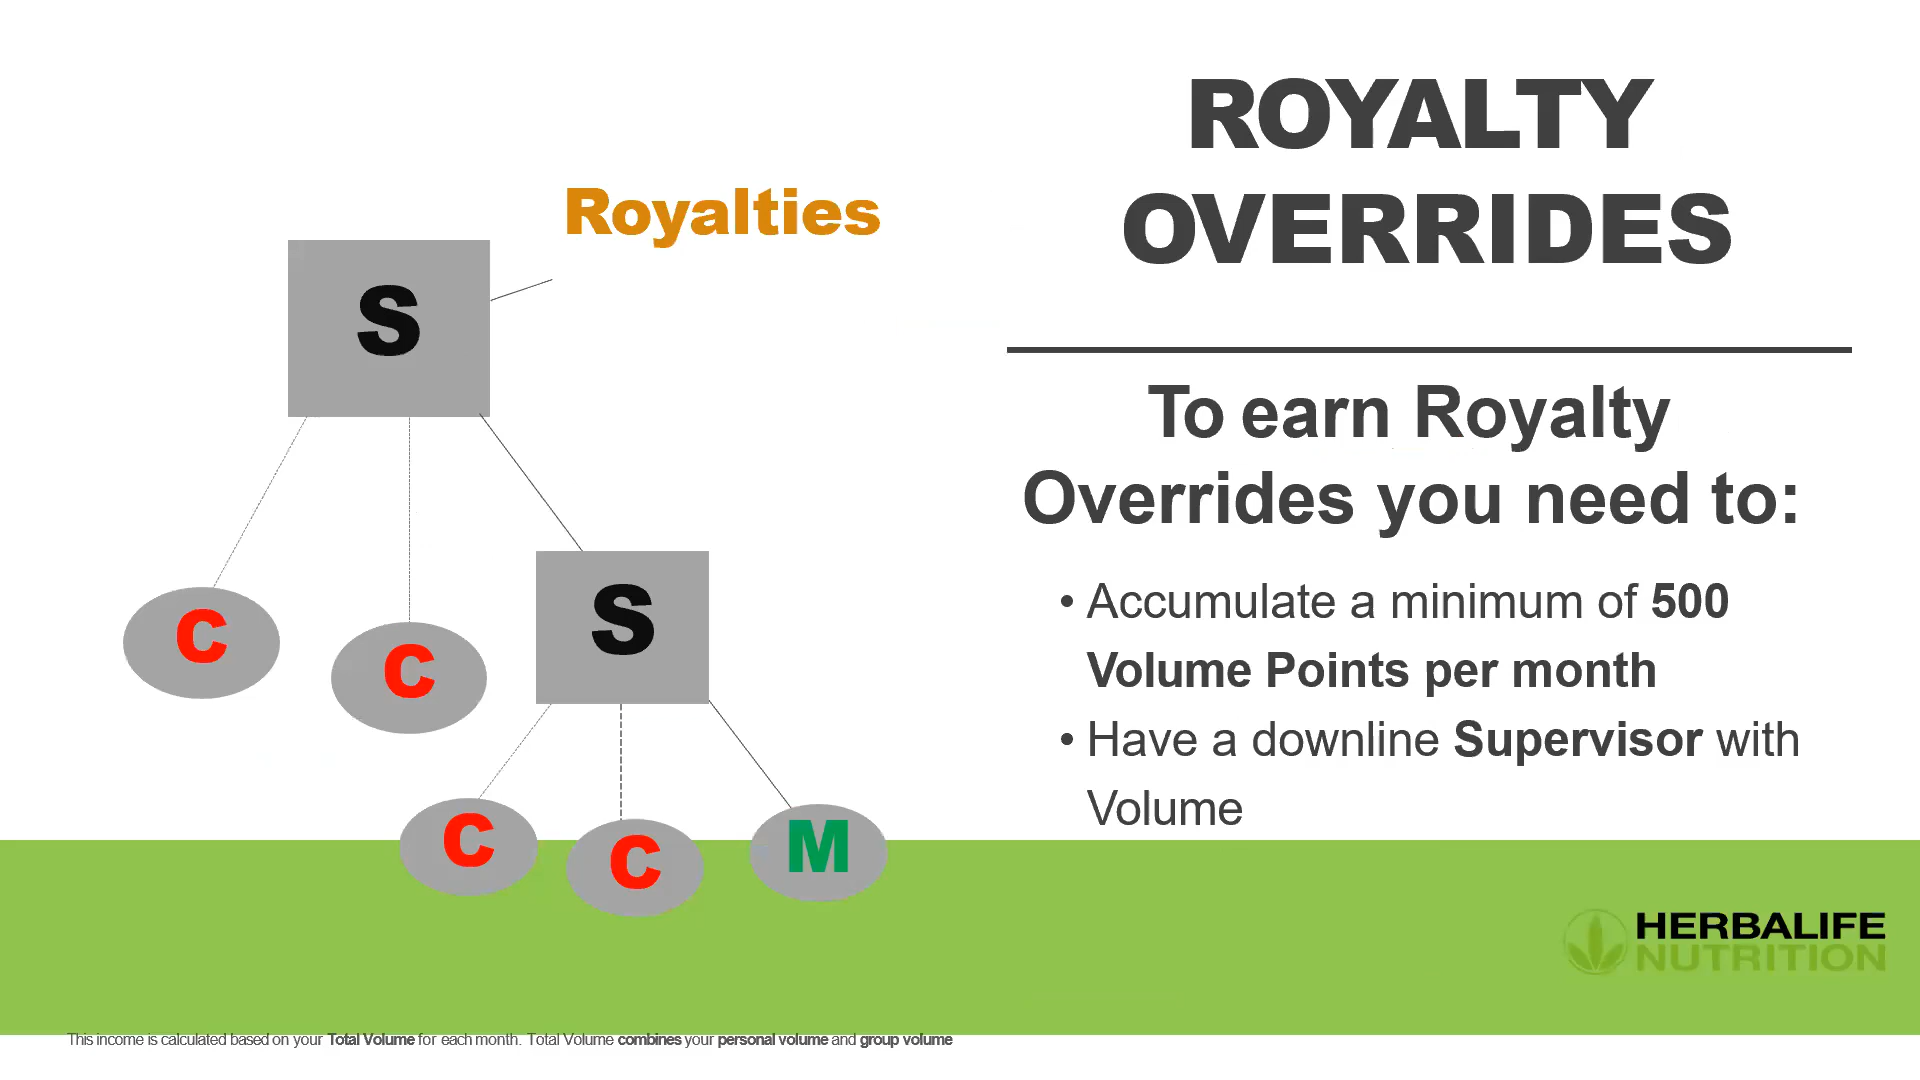 ROYALTY
OVERRIDES
Royalties
S
To earn Royalty
Overrides you need to:
C
C
S
• Accumulate a minimum of 500
Volume Points per month
• Have a downline Supervisor with
Volume
C
C
M
HERBALIFE
NUTRITION
This income is calculated based on your Total Volume for each month. Total Volume combines your personal volume and group volume